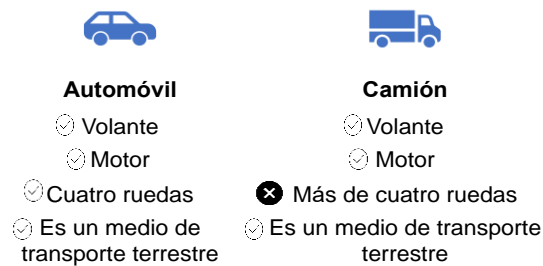 Automóvil
Volante
Motor
Cuatro ruedas
Es un medio de
transporte terrestre
Camión
Volante
Motor
Más de cuatro ruedas
Es un medio de transporte
terrestre